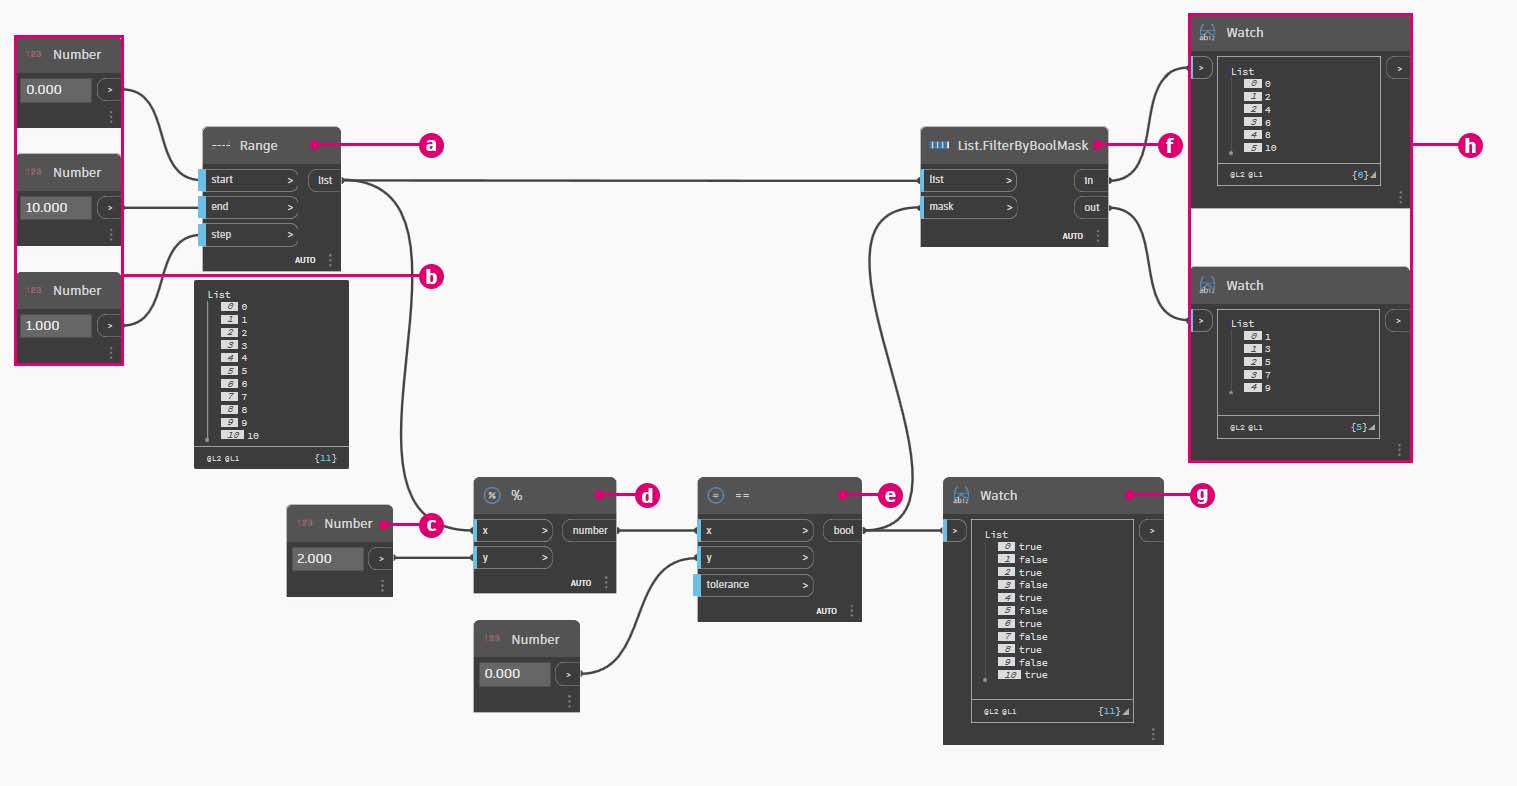 123 Number
0.000 >
123 Number
10.000 >
123 Number
1.000 >
Range
start > list
end >
step >
AUTO
a
b
List
0 0
1 1
2 2
3 3
4 4
5 5
6 6
7 7
8 8
9 9
10 10
@L2 @L1 {11}
123 Number
2.000 >
c
% %
x > number
y >
AUTO
d
123 Number
0.000 >
= ==
x > bool
y >
tolerance >
AUTO
e
List.FilterByBoolMask
list > in
mask > out
AUTO
f
Watch
> >
List
0 true
1 false
2 true
3 false
4 true
5 false
6 true
7 false
8 true
9 false
10 true
@L2 @L1 {11}
g
Watch
> >
List
0 0
1 2
2 4
3 6
4 8
5 10
@L2 @L1 {6}
Watch
> >
List
0 1
1 3
2 5
3 7
4 9
@L2 @L1 {5}
h